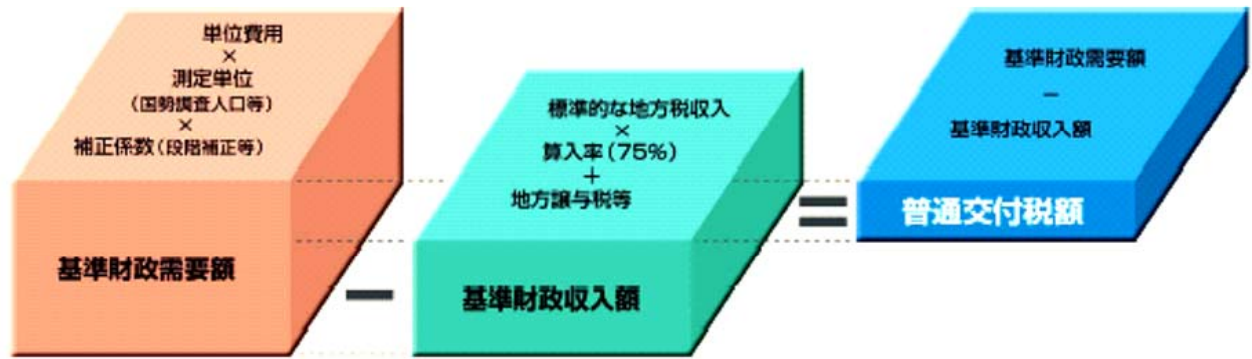 単位費用
×
測定単位
（国勢調査人口等）
×
補正係数（段階補正等）
基準財政需要額
−
標準的な地方税収入
×
算入率（75%）
＋
地方譲与税等
基準財政収入額
＝
基準財政需要額
−
基準財政収入額
普通交付税額